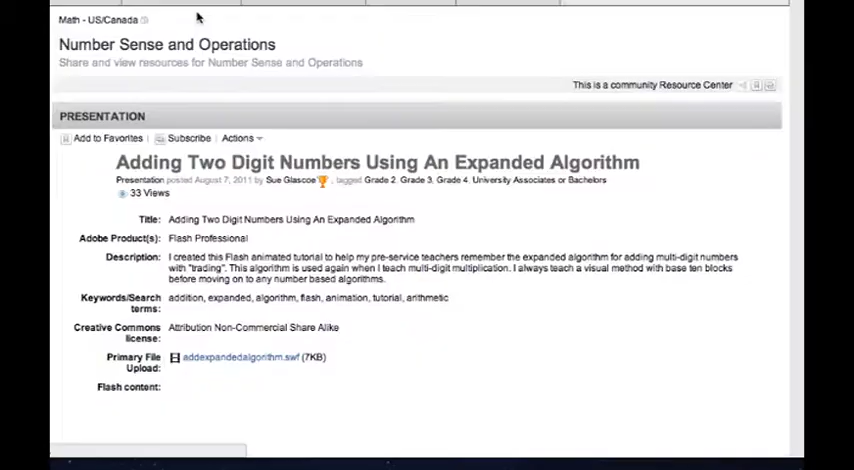 Math - US/Canada
Number Sense and Operations
Share and view resources for Number Sense and Operations
This is a community Resource Center
PRESENTATION
Add to Favorites | Subscribe | Actions
Adding Two Digit Numbers Using An Expanded Algorithm
Presentation posted August 7, 2011 by Sue Glascoe, tagged Grade 2, Grade 3, Grade 4, University Associates or Bachelors
33 Views
Title: Adding Two Digit Numbers Using An Expanded Algorithm
Adobe Product(s): Flash Professional
Description: I created this Flash animated tutorial to help my pre-service teachers remember the expanded algorithm for adding multi-digit numbers
with "trading". This algorithm is used again when I teach multi-digit multiplication. I always teach a visual method with base ten blocks
before moving on to any number based algorithms.
Keywords/Search terms: addition, expanded, algorithm, flash, animation, tutorial, arithmetic
Creative Commons license: Attribution Non-Commercial Share Alike
Primary File Upload: addexpandedalgorithm.swf (7KB)
Flash content: